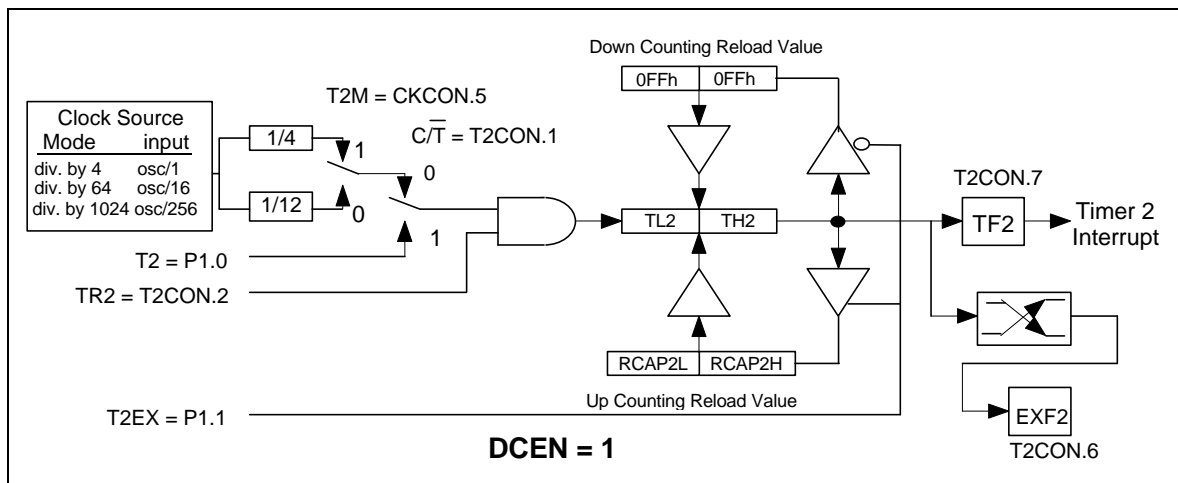 Down Counting Reload Value
0FFh 0FFh
T2M = CKCON.5
C/T̅ = T2CON.1
Clock Source
Mode input
div. by 4 osc/1
div. by 64 osc/16
div. by 1024 osc/256
1/4
1/12
1
0
0
1
TL2 TH2
T2CON.7
TF2
Timer 2
Interrupt
T2 = P1.0
TR2 = T2CON.2
RCAP2L RCAP2H
Up Counting Reload Value
T2EX = P1.1
EXF2
T2CON.6
DCEN = 1